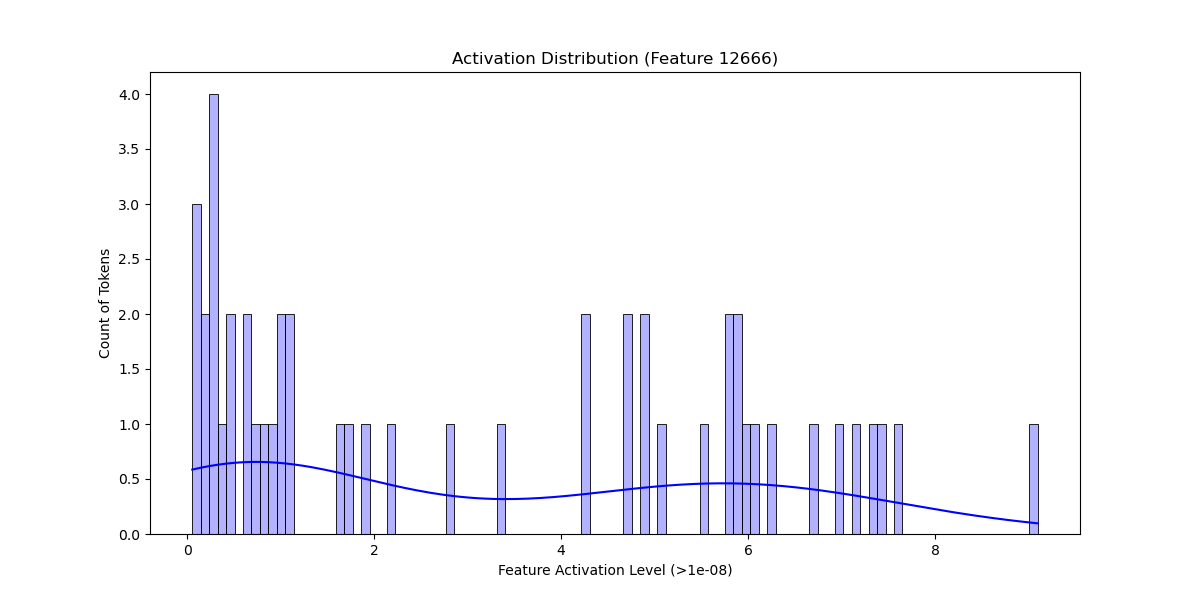 Activation Distribution (Feature 12666)
Count of Tokens
4.0
3.5
3.0
2.5
2.0
1.5
1.0
0.5
0.0
0 2 4 6 8
Feature Activation Level (>1e-08)